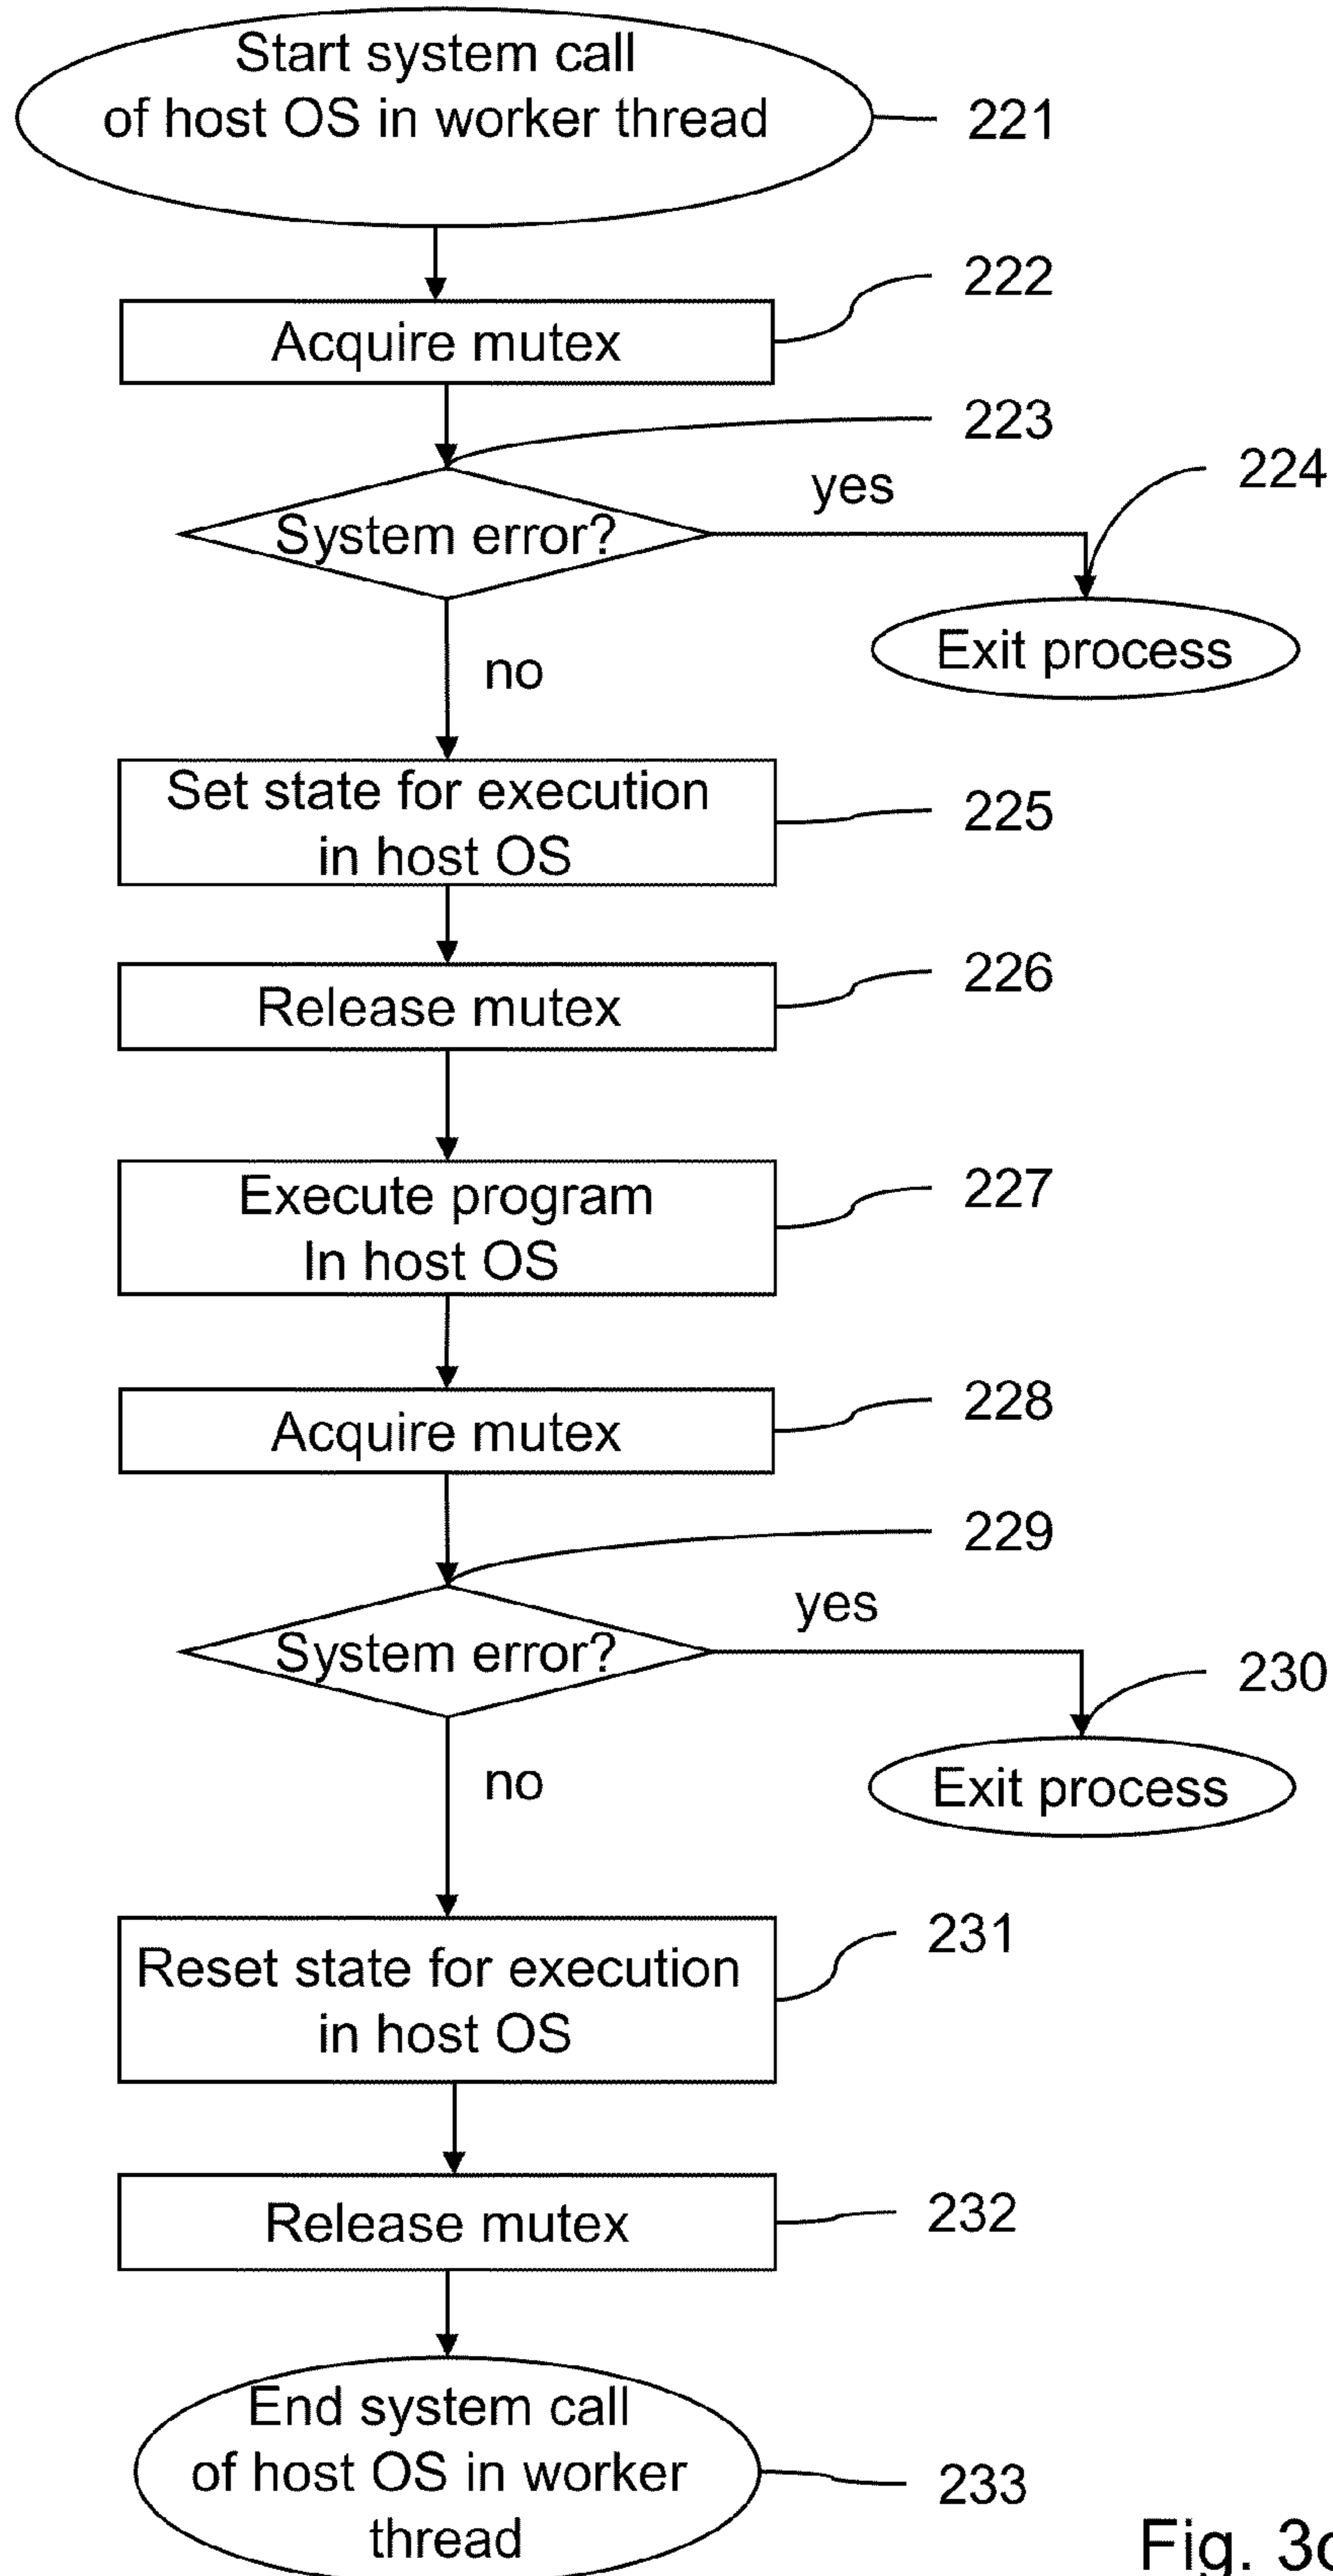 Start system call
of host OS in worker thread
221
222
Acquire mutex
223
224
yes
System error?
Exit process
no
Set state for execution
in host OS
225
226
Release mutex
227
Execute program
In host OS
228
Acquire mutex
229
yes
System error?
230
no
Exit process
231
Reset state for execution
in host OS
232
Release mutex
End system call
of host OS in worker
thread
233
Fig.